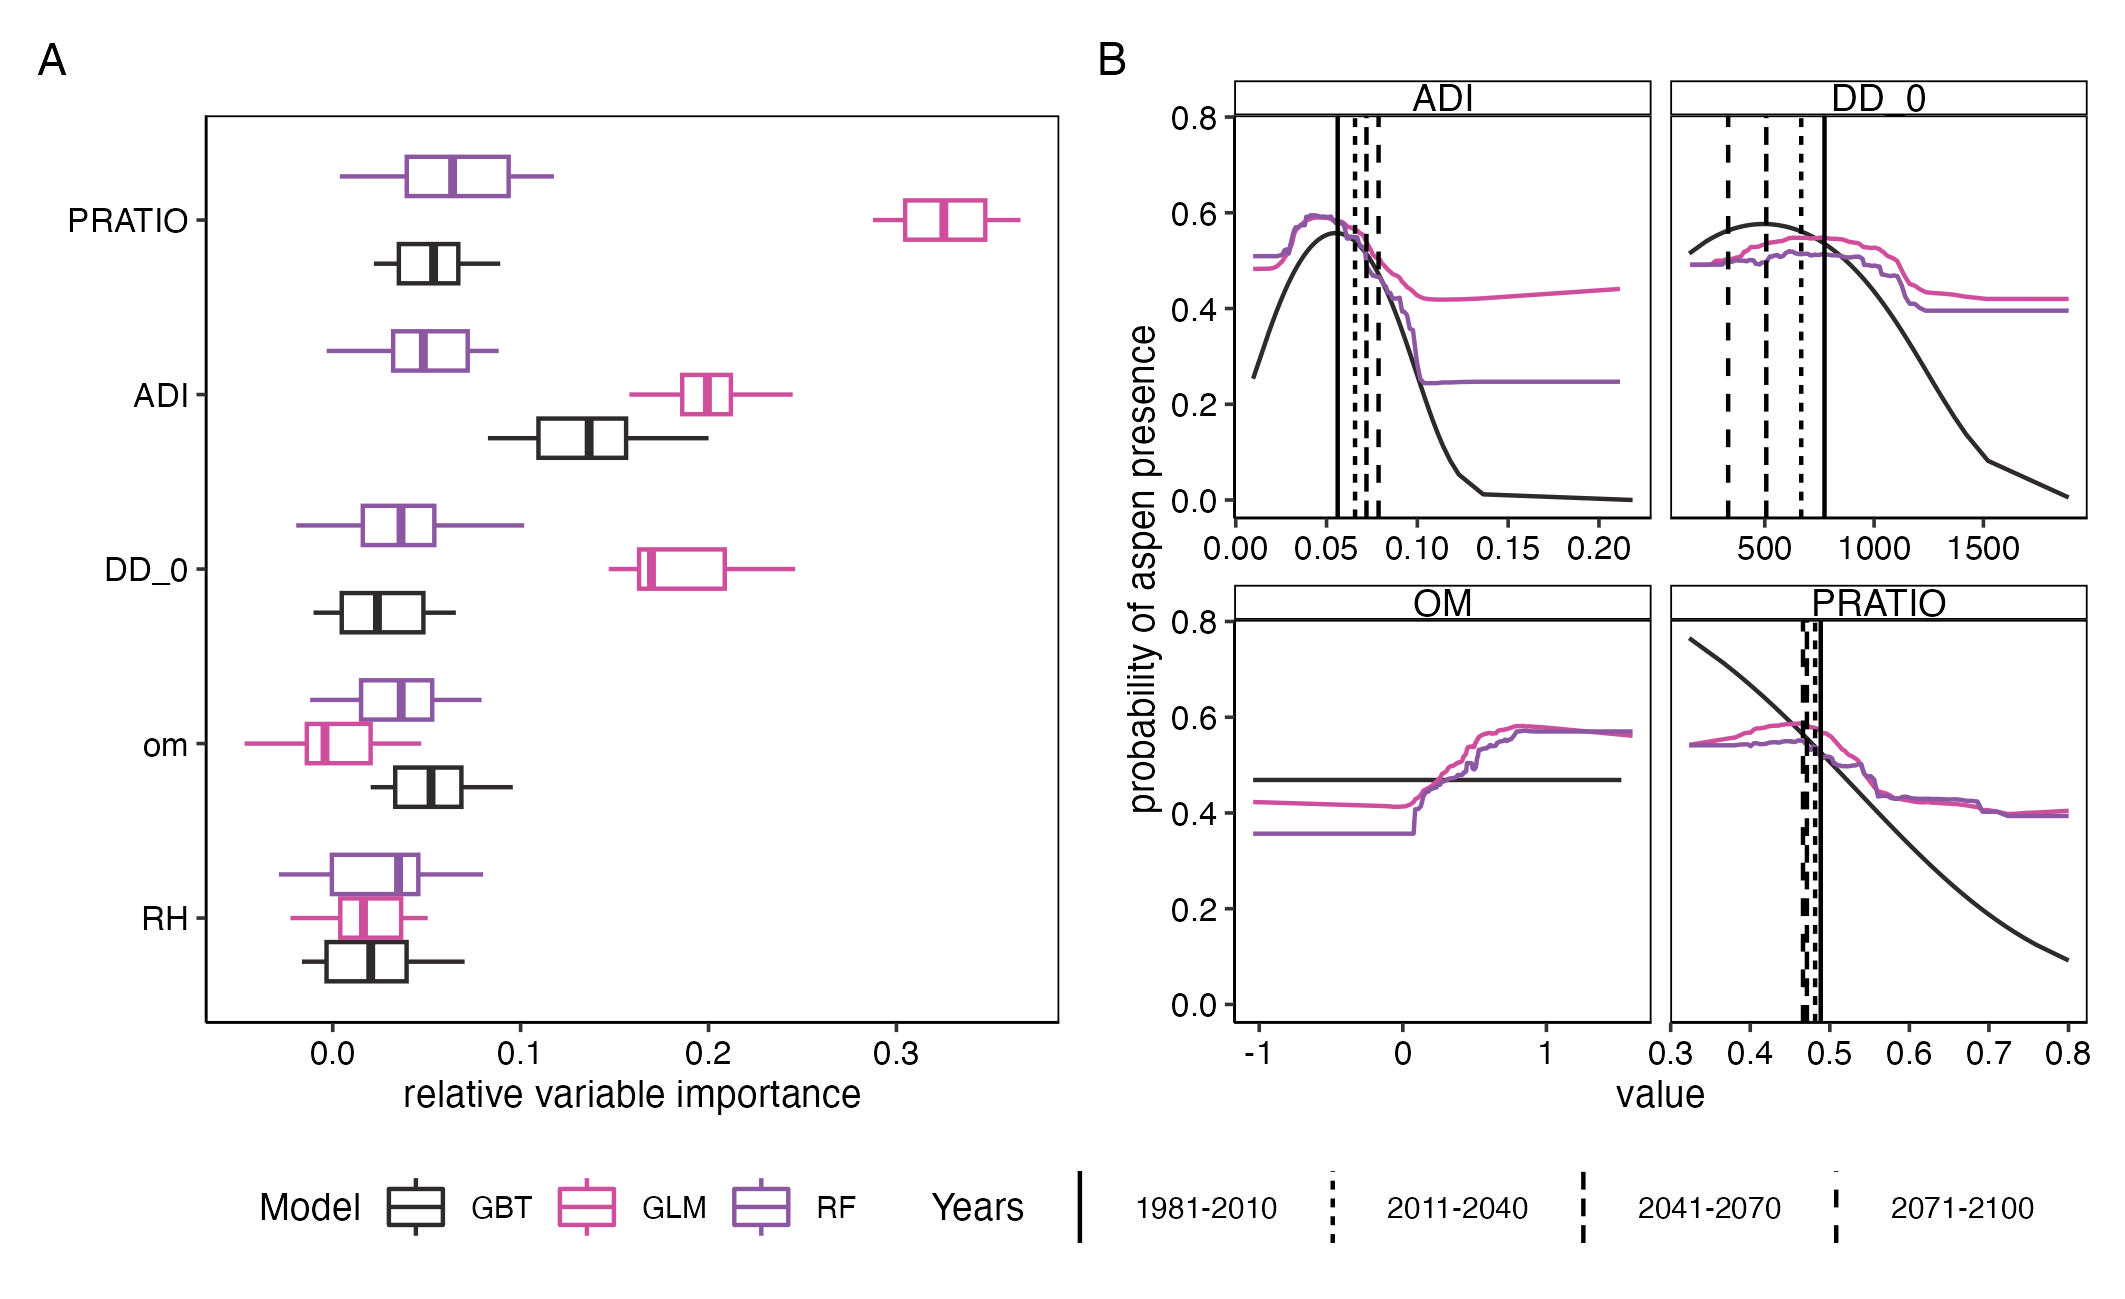 A
PRATIO
ADI
DD_0
om
RH
0.0 0.1 0.2 0.3
relative variable importance
B
probability of aspen presence
ADI
DD_0
0.8
0.6
0.4
0.2
0.0
0.00 0.05 0.10 0.15 0.20
500 1000 1500
OM
PRATIO
0.8
0.6
0.4
0.2
0.0
-1 0 1
0.3 0.4 0.5 0.6 0.7 0.8
value
Model GBT GLM RF
Years 1981-2010 2011-2040 2041-2070 2071-2100